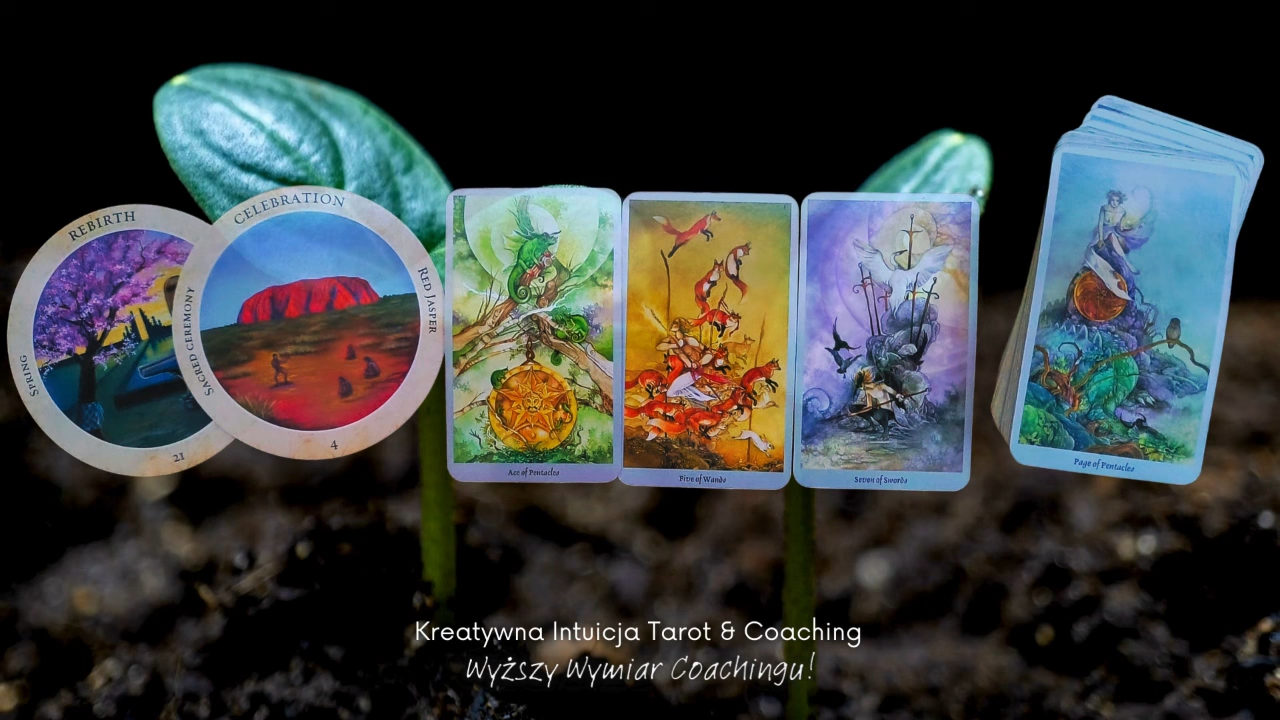 REBIRTH
SPRING
21
CELEBRATION
SACRED CEREMONY
RED JASPER
4
Ace of Pentacles
Five of Wands
Seven of Swords
Page of Pentacles
Kreatywna Intuicja Tarot & Coaching
Wyższy Wymiar Coachingu!